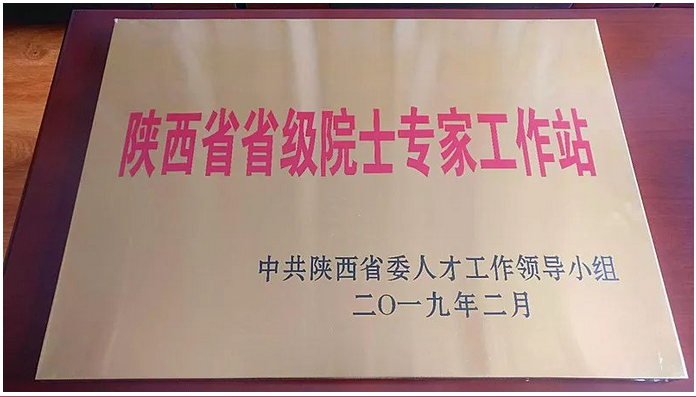 陕西省省级院士专家工作站
中共陕西省委人才工作领导小组
二〇一九年二月